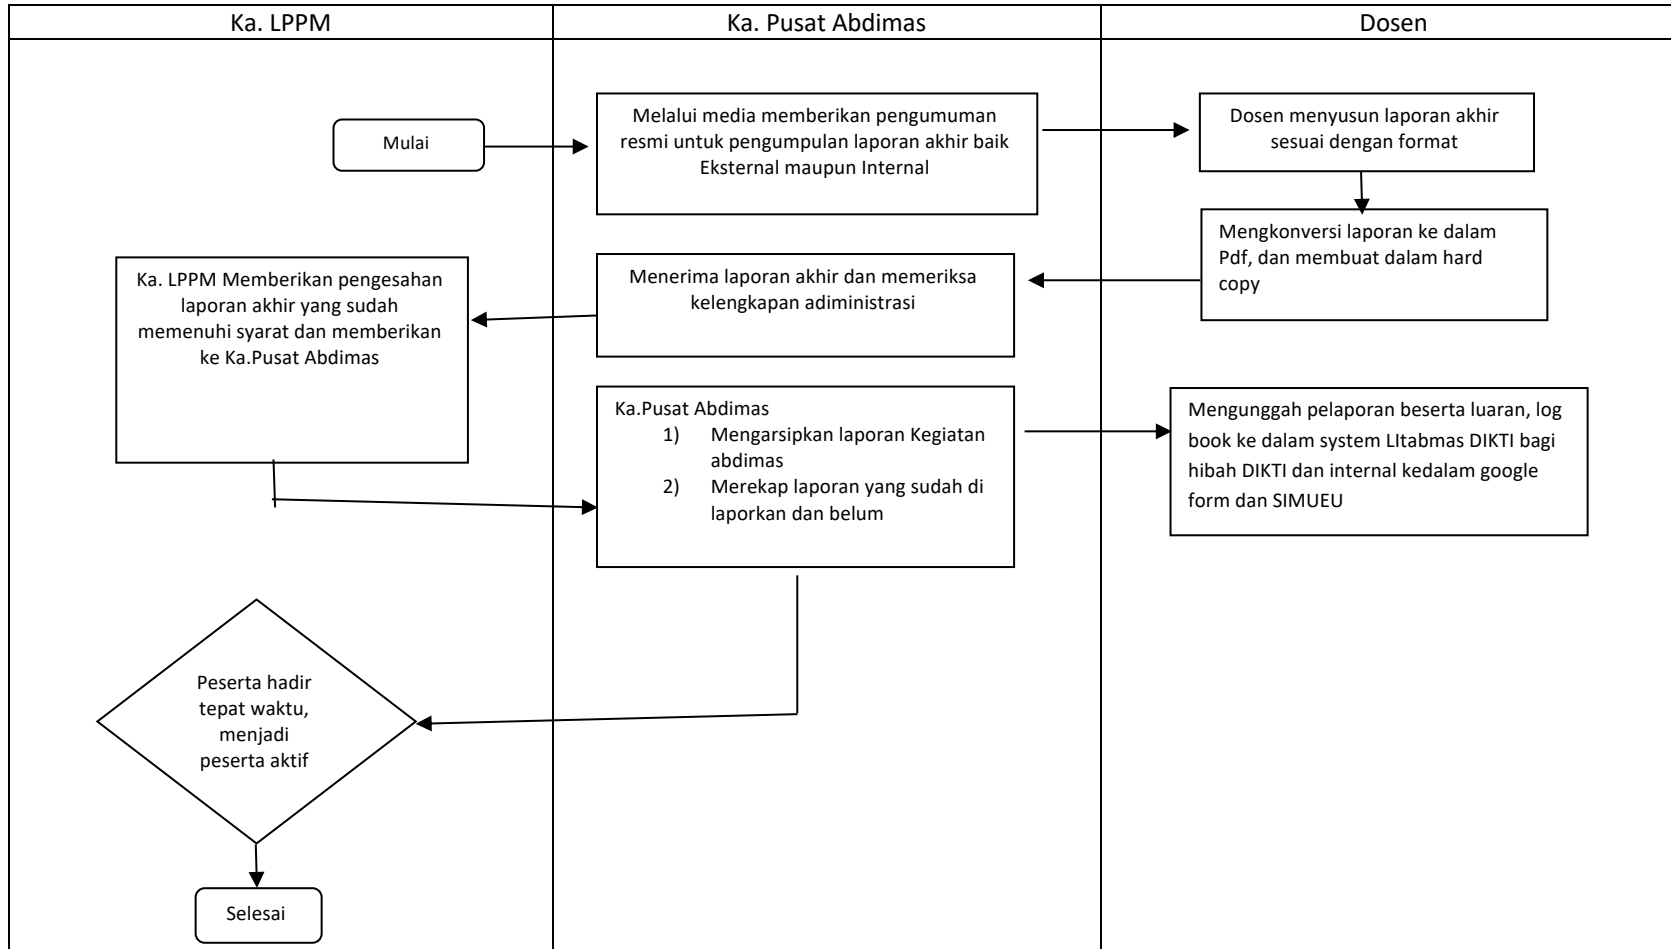 Ka. LPPM
Ka. Pusat Abdimas
Dosen
Mulai
Melalui media memberikan pengumuman
resmi untuk pengumpulan laporan akhir baik
Eksternal maupun Internal
Dosen menyusun laporan akhir
sesuai dengan format
Mengkonversi laporan ke dalam
Pdf, dan membuat dalam hard
copy
Menerima laporan akhir dan memeriksa
kelengkapan adiministrasi
Ka. LPPM Memberikan pengesahan
laporan akhir yang sudah
memenuhi syarat dan memberikan
ke Ka.Pusat Abdimas
Ka.Pusat Abdimas
1) Mengarsipkan laporan Kegiatan
abdimas
2) Merekap laporan yang sudah di
laporkan dan belum
Mengunggah pelaporan beserta luaran, log
book ke dalam system LItabmas DIKTI bagi
hibah DIKTI dan internal kedalam google
form dan SIMUEU
Peserta hadir
tepat waktu,
menjadi
peserta aktif
Selesai